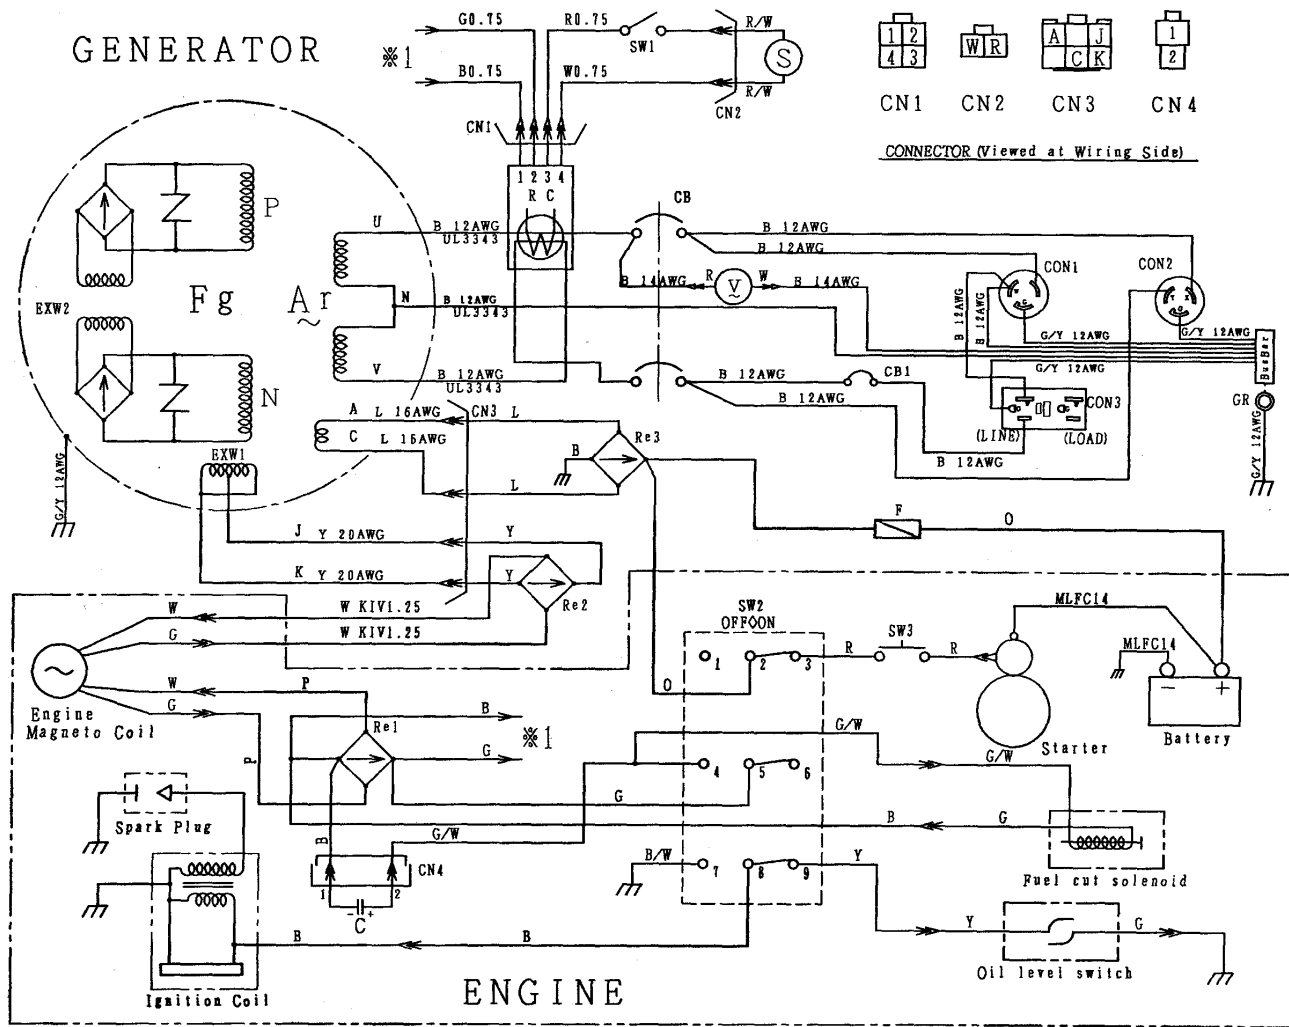 GENERATOR
※1
G0.75
R0.75
R/W
SW1
S
B0.75
W0.75
R/W
CN1
CN2
1 2
4 3
W R
A J
C K
1
2
CN1
CN2
CN3
CN4
CONNECTOR (Viewed at Wiring Side)
1 2 3 4
R C
W
P
EXW2
Fg
Ar
N
U
B 12AWG
UL3343
N
B 12AWG
UL3343
V
B 12AWG
UL3343
CB
B 12AWG
B 12AWG
B 14AWG
R
V
W
B 14AWG
CON1
CON2
W
G
Y X
G
B 12AWG
B 12AWG
G/Y 12AWG
G/Y 12AWG
G/Y 12AWG
BusBar
GR
G/Y 12AWG
B 12AWG
CB1
B 12AWG
CON3
G
G
(LINE)
(LOAD)
B 12AWG
A L 16AWG
CN3
L
C L 16AWG
Re3
B
L
EXW1
G/Y 12AWG
F
O
J Y 20AWG
Y
K Y 20AWG
Y
Re2
W
W KIV1.25
G
W KIV1.25
W
P
G
Engine
Magneto Coil
P
Re1
B
G
※1
SW2
OFF◇ON
1
2
3
R
SW3
R
O
MLFC14
MLFC14
−
+
Starter
Battery
G/W
G/W
4
5
6
G
B
G
Fuel cut solenoid
Spark Plug
B
G/W
CN4
1
2
- +
C
B/W
7
8
9
Y
Y
G
Oil level switch
B
B
Ignition Coil
ENGINE